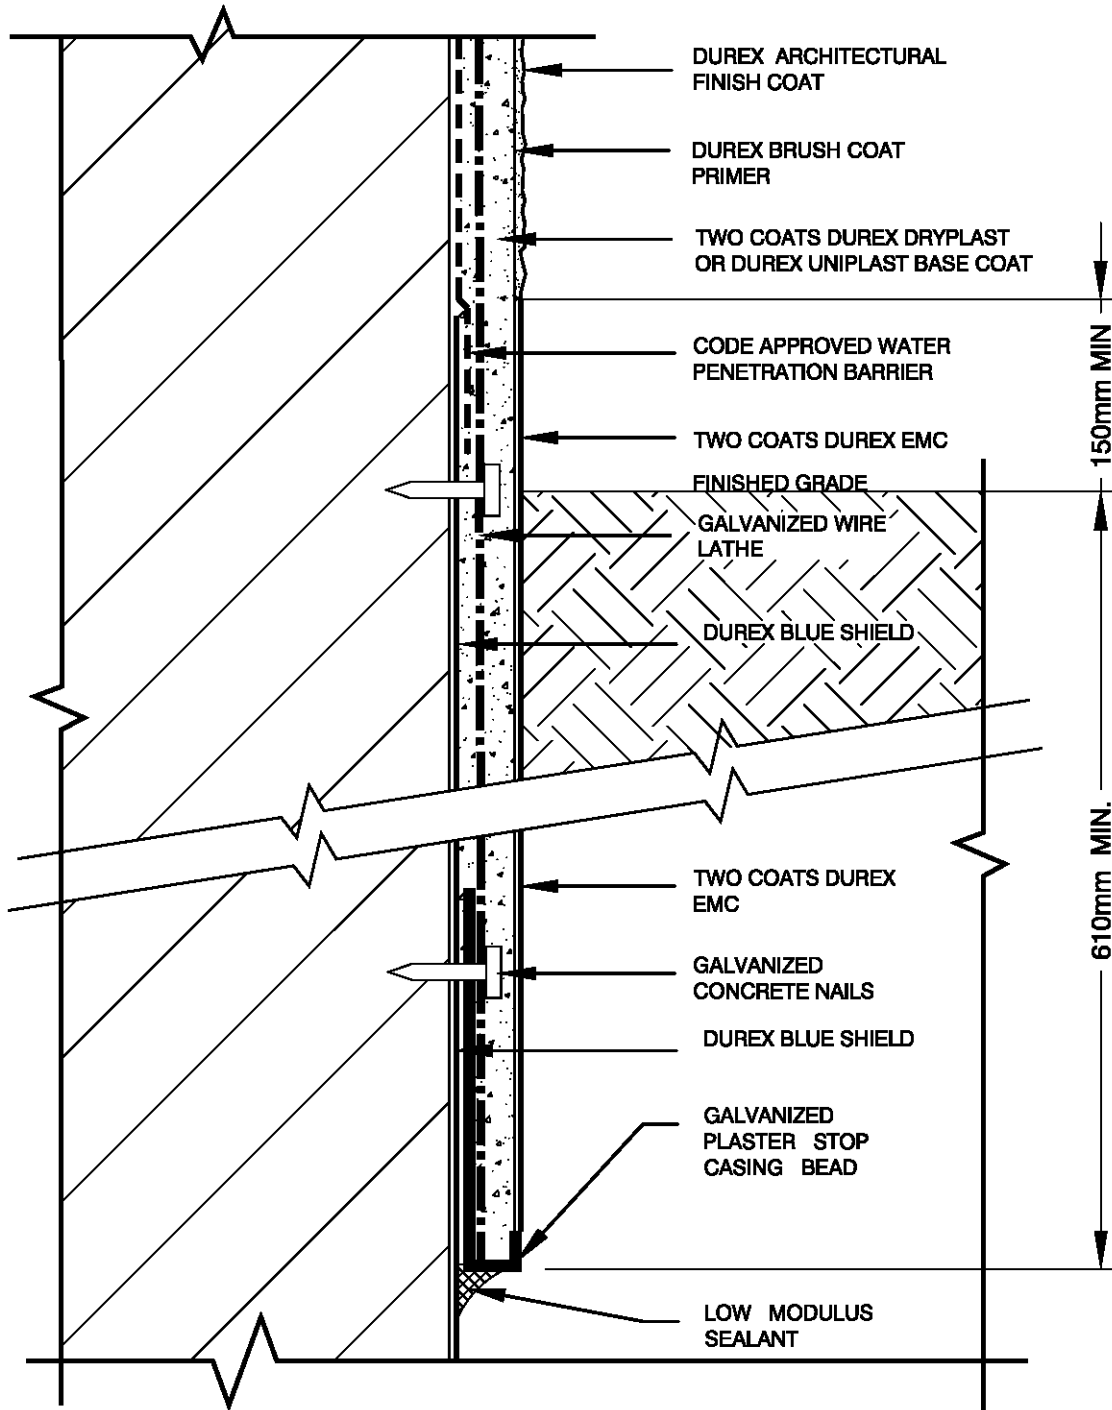 DUREX ARCHITECTURAL
FINISH COAT
DUREX BRUSH COAT
PRIMER
TWO COATS DUREX DRYPLAST
OR DUREX UNIPLAST BASE COAT
CODE APPROVED WATER
PENETRATION BARRIER
150mm MIN
TWO COATS DUREX EMC
FINISHED GRADE
GALVANIZED WIRE
LATHE
DUREX BLUE SHIELD
TWO COATS DUREX
EMC
610mm MIN.
GALVANIZED
CONCRETE NAILS
DUREX BLUE SHIELD
GALVANIZED
PLASTER STOP
CASING BEAD
LOW MODULUS
SEALANT